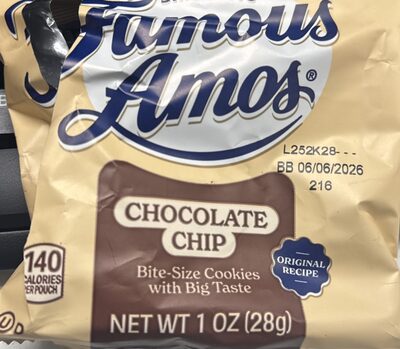 Famous
Amos®
L252K28---
BB 06/06/2026
216
CHOCOLATE
CHIP
Bite-Size Cookies
with Big Taste
ORIGINAL
RECIPE
140
CALORIES
PER POUCH
NET WT 1 OZ (28g)